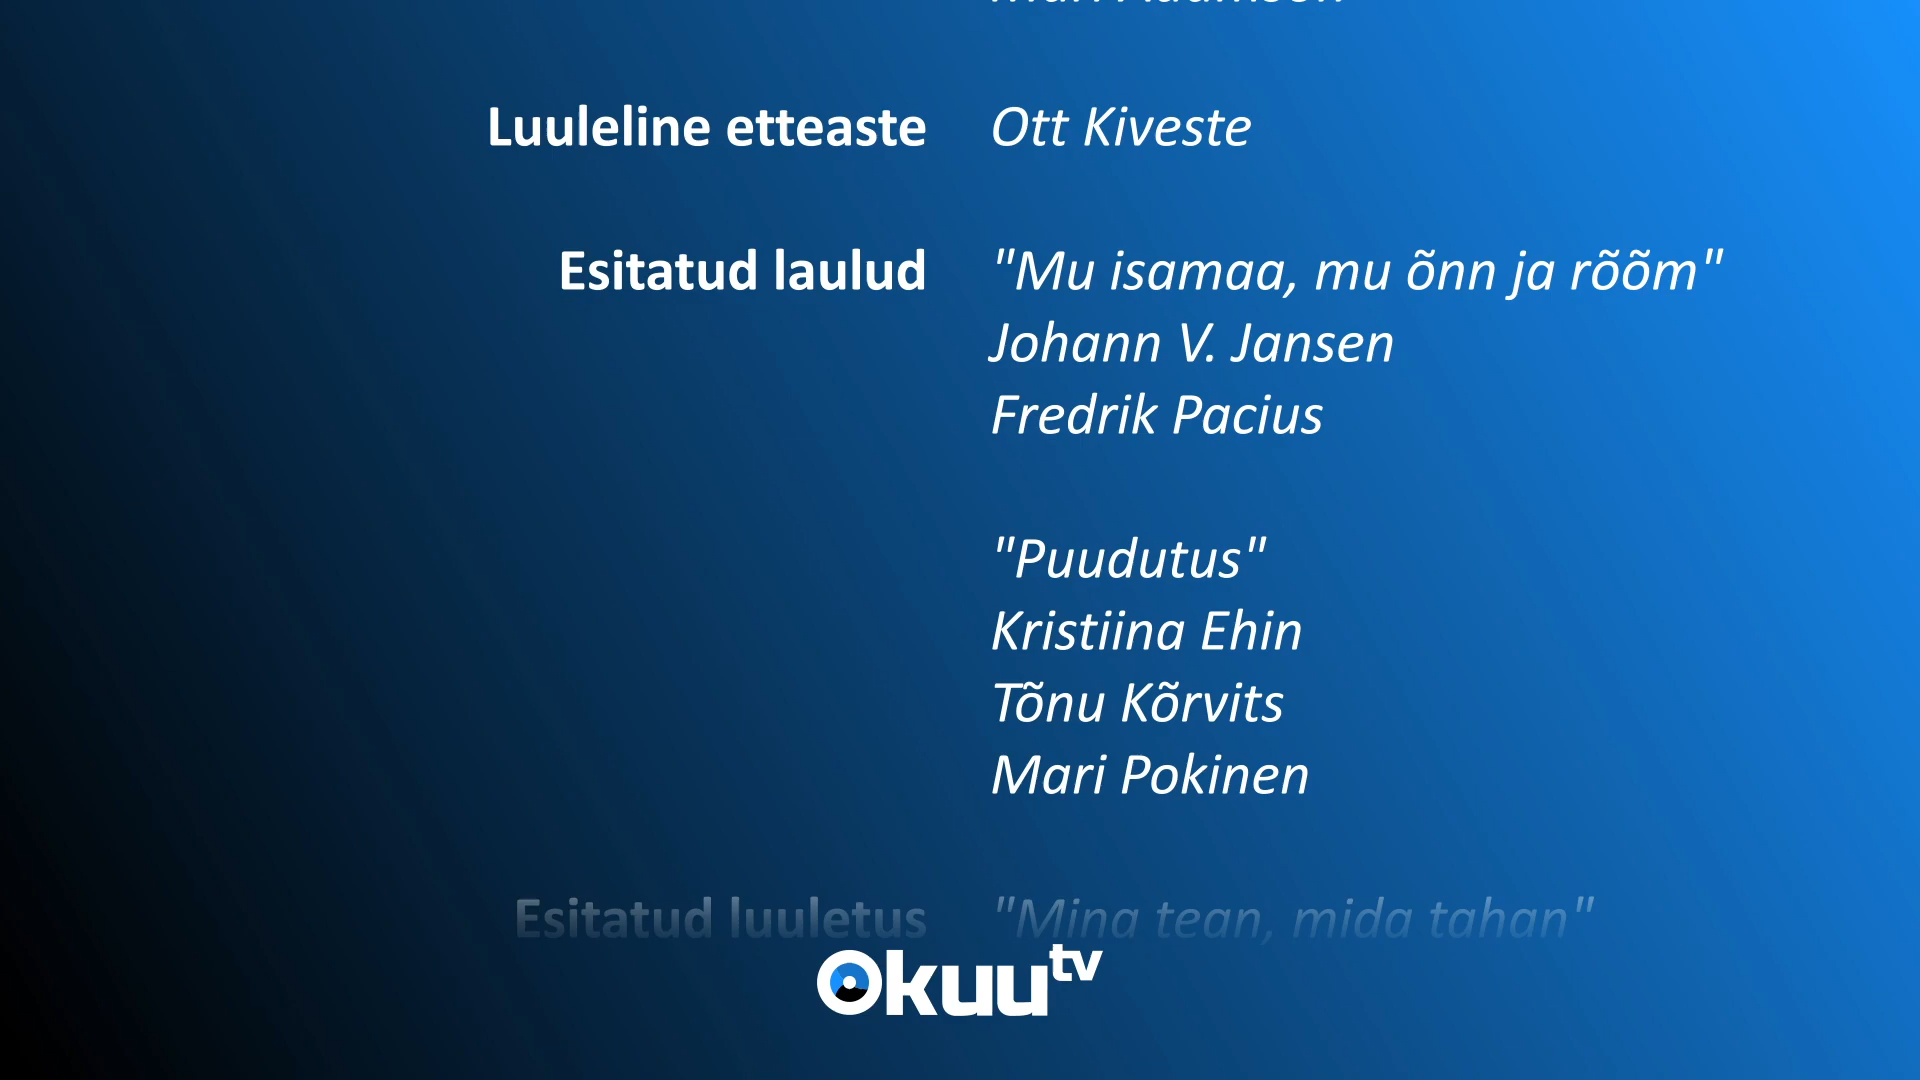 Luuleline etteaste Ott Kiveste
Esitatud laulud "Mu isamaa, mu õnn ja rõõm"
Johann V. Jansen
Fredrik Pacius
"Puudutus"
Kristiina Ehin
Tõnu Kõrvits
Mari Pokinen
Esitatud luuletus "Mina tean, mida tahan"
Okuu tv